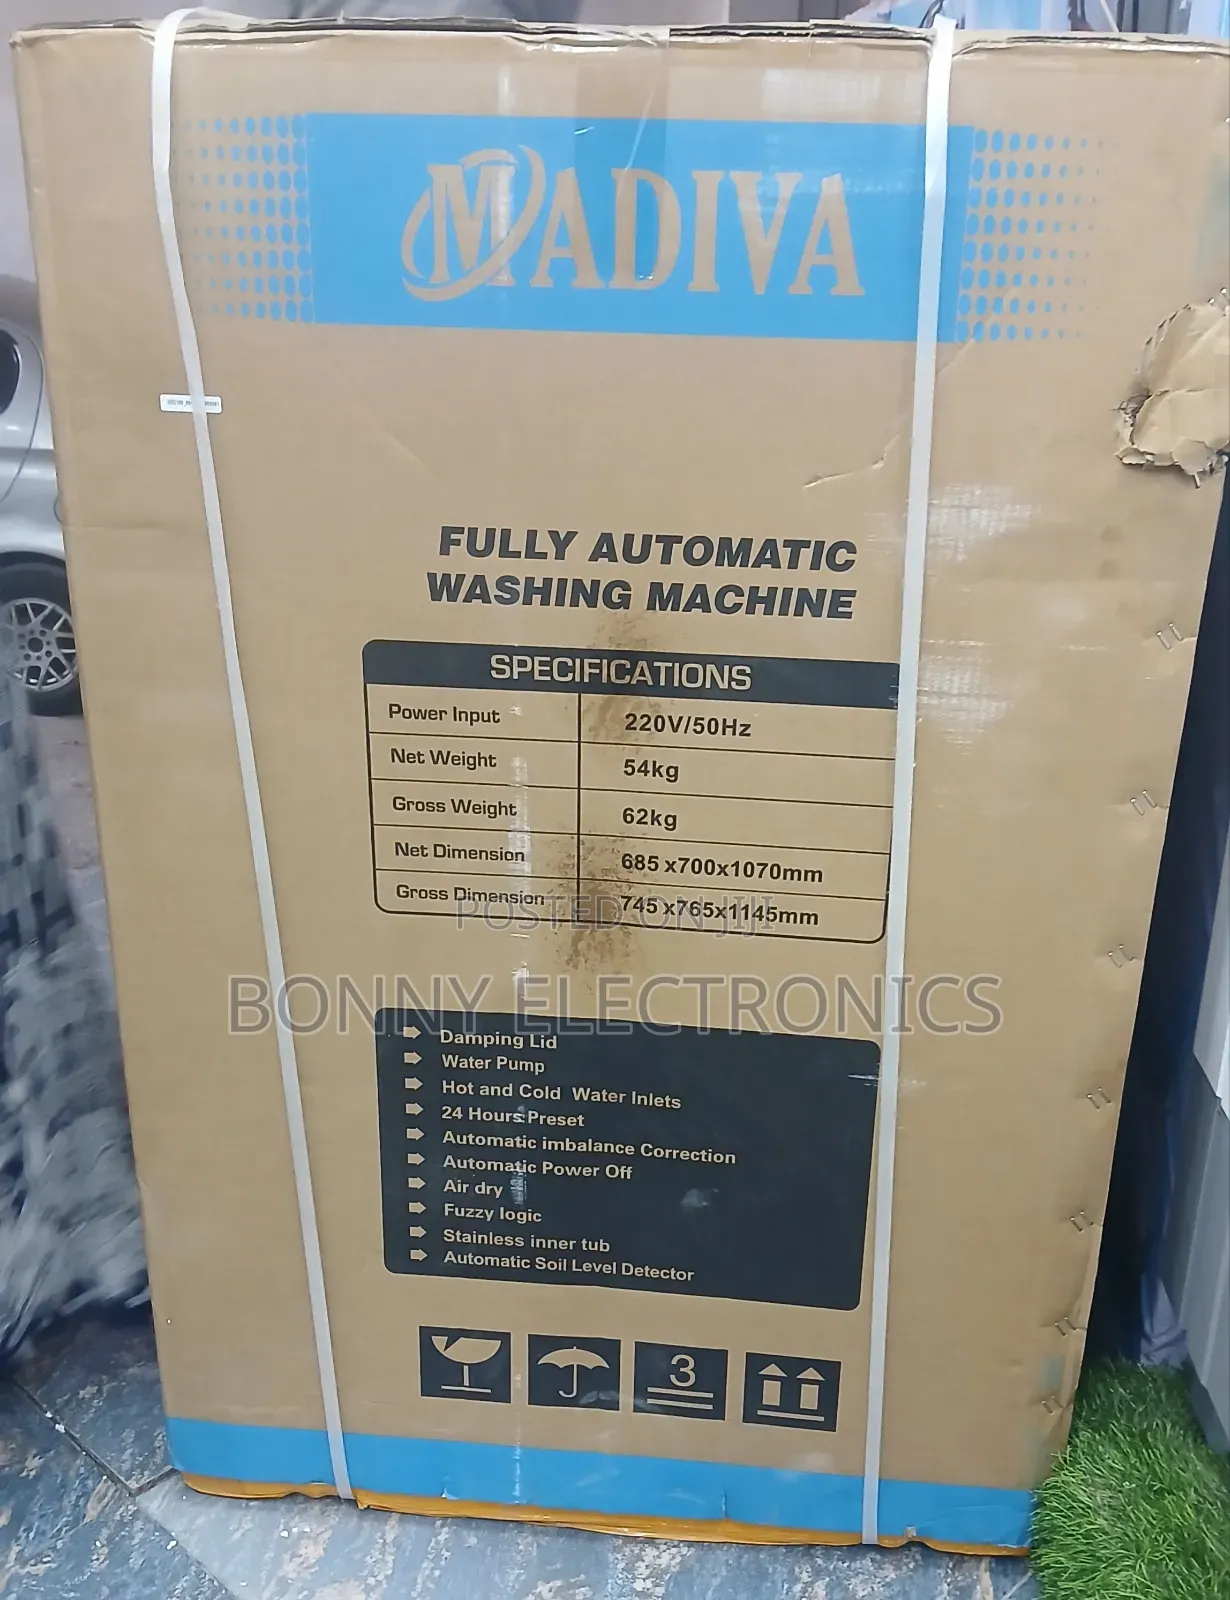 MADIVA
FULLY AUTOMATIC
WASHING MACHINE
SPECIFICATIONS
Power Input 220V/50Hz
Net Weight 54kg
Gross Weight 62kg
Net Dimension 685 x700x1070mm
Gross Dimension 745 x765x1145mm
POSTED ON JIJI
BONNY ELECTRONICS
Damping Lid
Water Pump
Hot and Cold Water Inlets
24 Hours Preset
Automatic imbalance Correction
Automatic Power Off
Air dry
Fuzzy logic
Stainless inner tub
Automatic Soil Level Detector
3